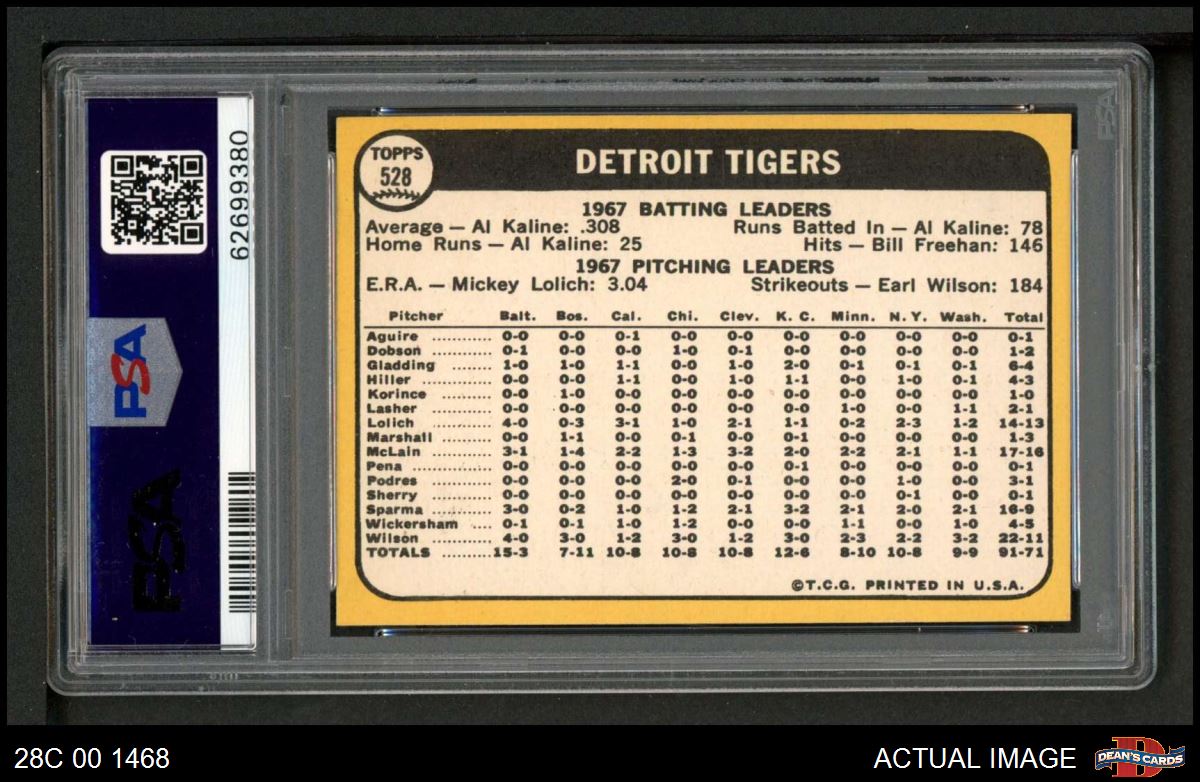 PSA
62699380
PSA
PSA
TOPPS
528
DETROIT TIGERS
1967 BATTING LEADERS
Average — Al Kaline: .308 Runs Batted In — Al Kaline: 78
Home Runs — Al Kaline: 25 Hits — Bill Freehan: 146
1967 PITCHING LEADERS
E.R.A. — Mickey Lolich: 3.04 Strikeouts — Earl Wilson: 184
Pitcher Balt. Bos. Cal. Chi. Clev. K. C. Minn. N. Y. Wash. Total
Aguire ............ 0-0 0-0 0-1 0-0 0-0 0-0 0-0 0-0 0-0 0-1
Dobson ............ 0-1 0-0 0-0 1-0 0-1 0-0 0-0 0-0 0-0 1-2
Gladding ........ 1-0 1-0 1-1 0-0 1-0 2-0 0-1 0-1 0-1 6-4
Hiller .............. 0-0 0-0 1-1 0-0 1-0 1-1 0-0 1-0 0-1 4-3
Korince .......... 0-0 1-0 0-0 0-0 0-0 0-0 0-0 0-0 0-0 1-0
Lasher ............ 0-0 0-0 0-0 0-0 0-0 0-0 1-0 0-0 1-1 2-1
Lolich .............. 4-0 0-3 3-1 1-0 2-1 1-1 0-2 2-3 1-2 14-13
Marshall .......... 0-0 1-1 0-0 0-1 0-0 0-1 0-0 0-0 0-0 1-3
McLain ............ 3-1 1-4 2-2 1-3 3-2 2-0 2-2 2-1 1-1 17-16
Pena ................ 0-0 0-0 0-0 0-0 0-0 0-1 0-0 0-0 0-0 0-1
Podres ............ 0-0 0-0 0-0 2-0 0-1 0-0 0-0 1-0 0-0 3-1
Sherry ............ 0-0 0-0 0-0 0-0 0-0 0-0 0-0 0-1 0-0 0-1
Sparma ............ 3-0 0-2 1-0 1-2 2-1 3-2 2-1 2-0 2-1 16-9
Wickersham .... 0-1 0-1 1-0 1-2 0-0 0-0 1-1 0-0 1-0 4-5
Wilson ............ 4-0 3-0 1-2 3-0 1-2 3-0 2-3 2-2 3-2 22-11
TOTALS .......... 15-3 7-11 10-8 10-8 10-8 12-6 8-10 10-8 9-9 91-71
©T.C.G. PRINTED IN U.S.A.
28C 00 1468
ACTUAL IMAGE
DEAN'S CARDS